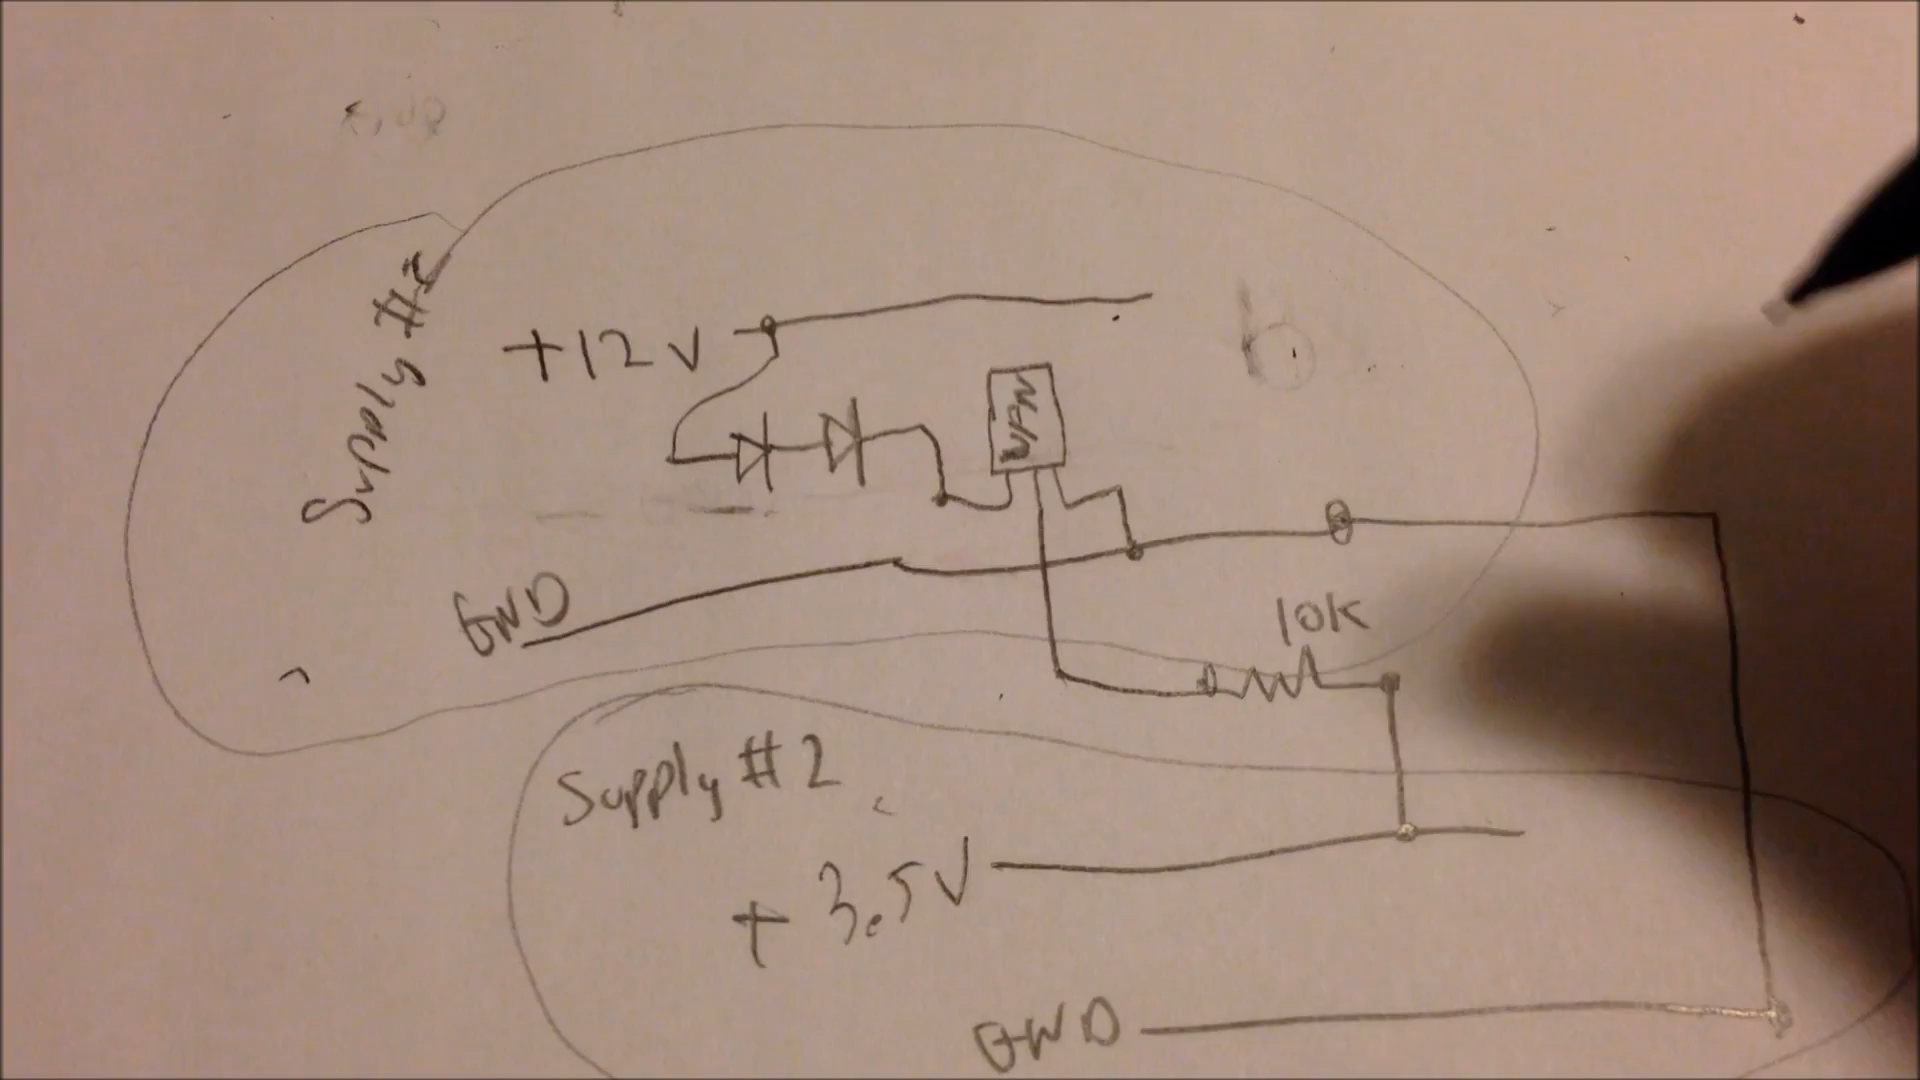 Supply #1
+12V
NPN
GND
10K
Supply #2
+ 3.5V
GND